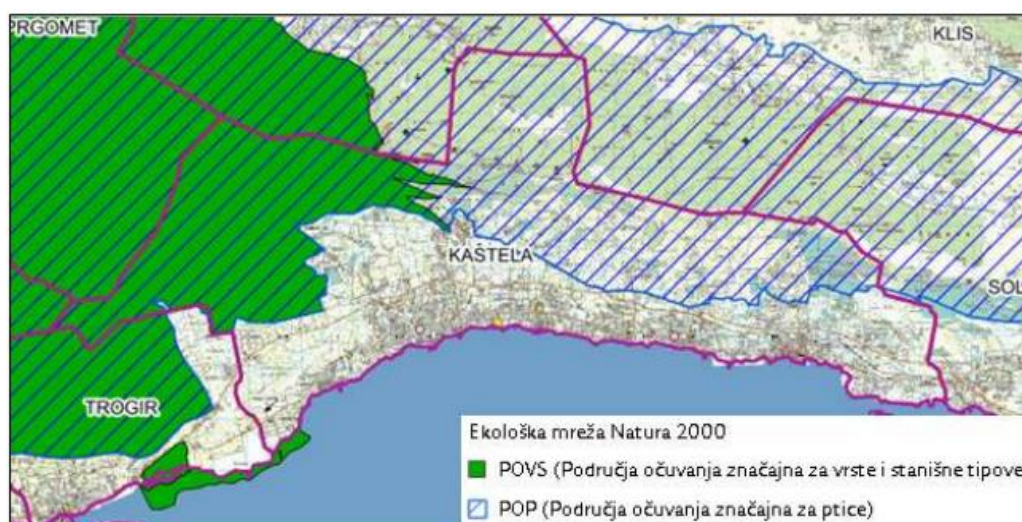 PRGOMET
KLIS
KAŠTELA
SOL
TROGIR
Ekološka mreža Natura 2000
POVS (Područja očuvanja značajna za vrste i stanišne tipove
POP (Područja očuvanja značajna za ptice)